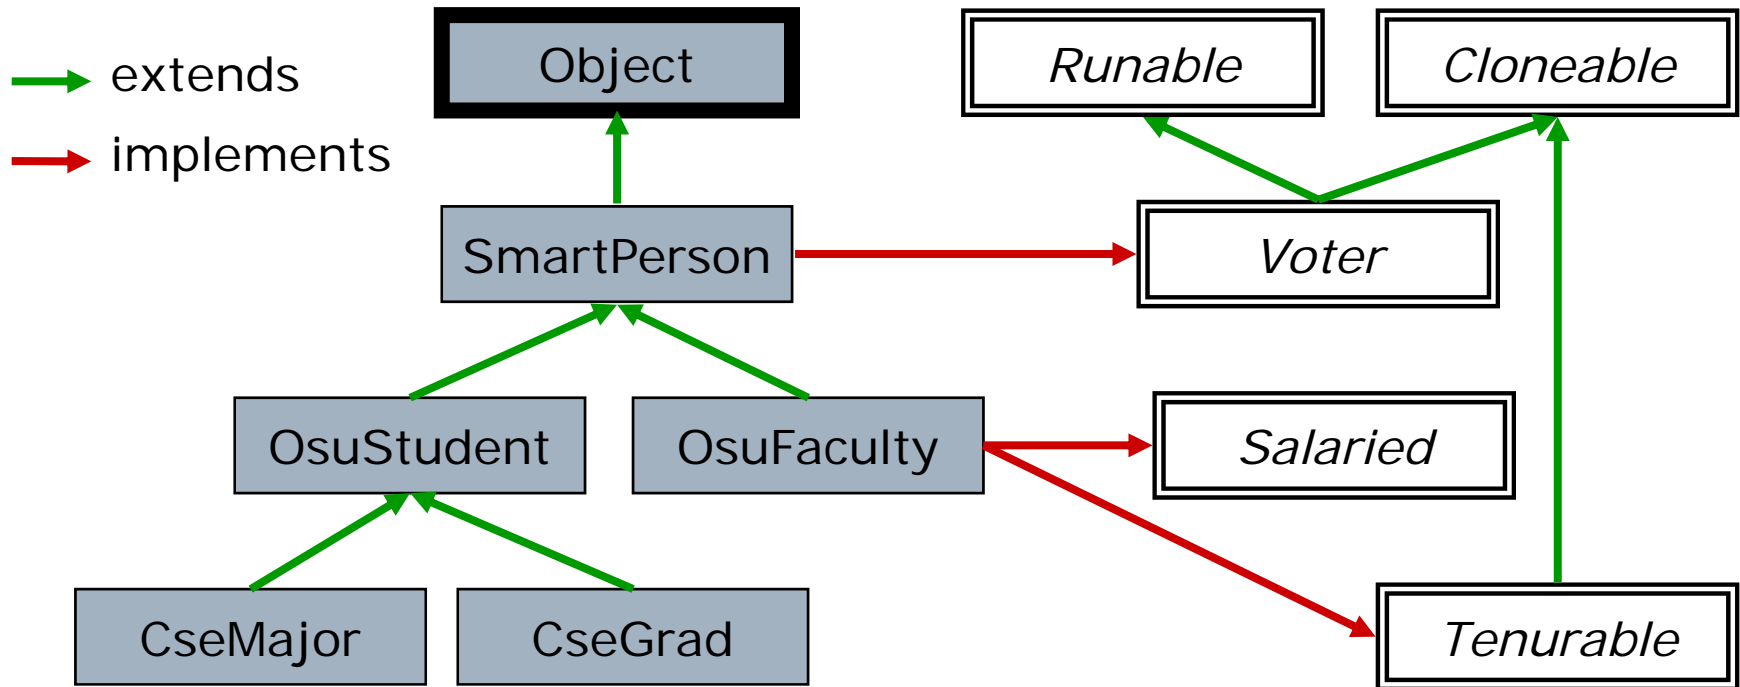 Object
Runable
Cloneable
extends
implements
SmartPerson
Voter
OsuStudent
OsuFaculty
Salaried
CseMajor
CseGrad
Tenurable